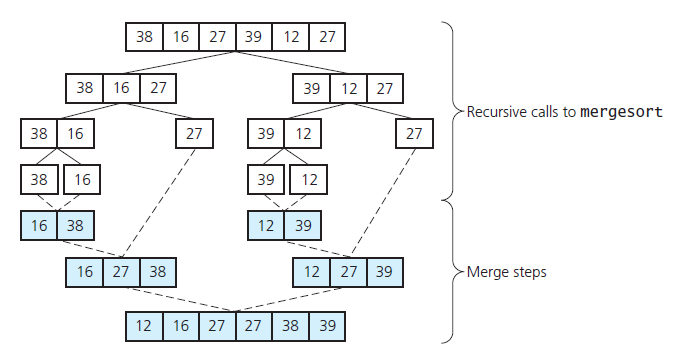 38 16 27 39 12 27
38 16 27 39 12 27
Recursive calls to mergesort
38 16 27 39 12 27
38 16 39 12
16 38 12 39
16 27 38 12 27 39
Merge steps
12 16 27 27 38 39